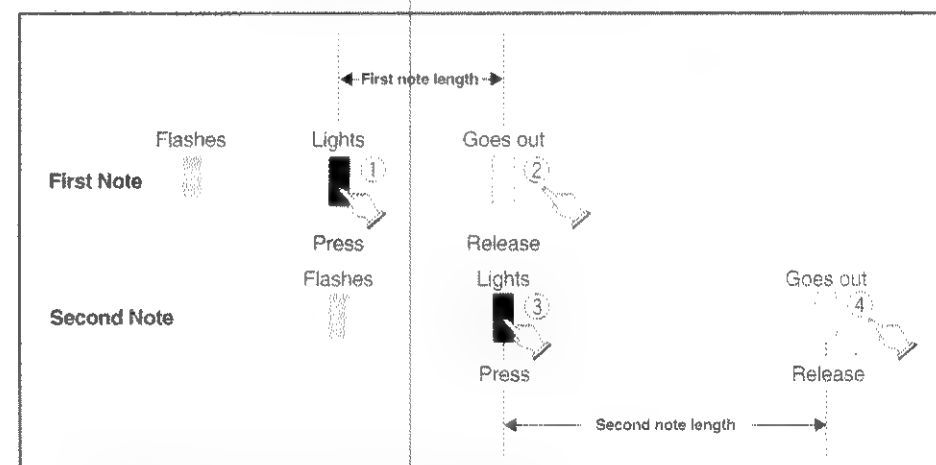 First note length
Flashes Lights Goes out
First Note ① ②
Press Release
Flashes Lights Goes out
Second Note ③ ④
Press Release
Second note length